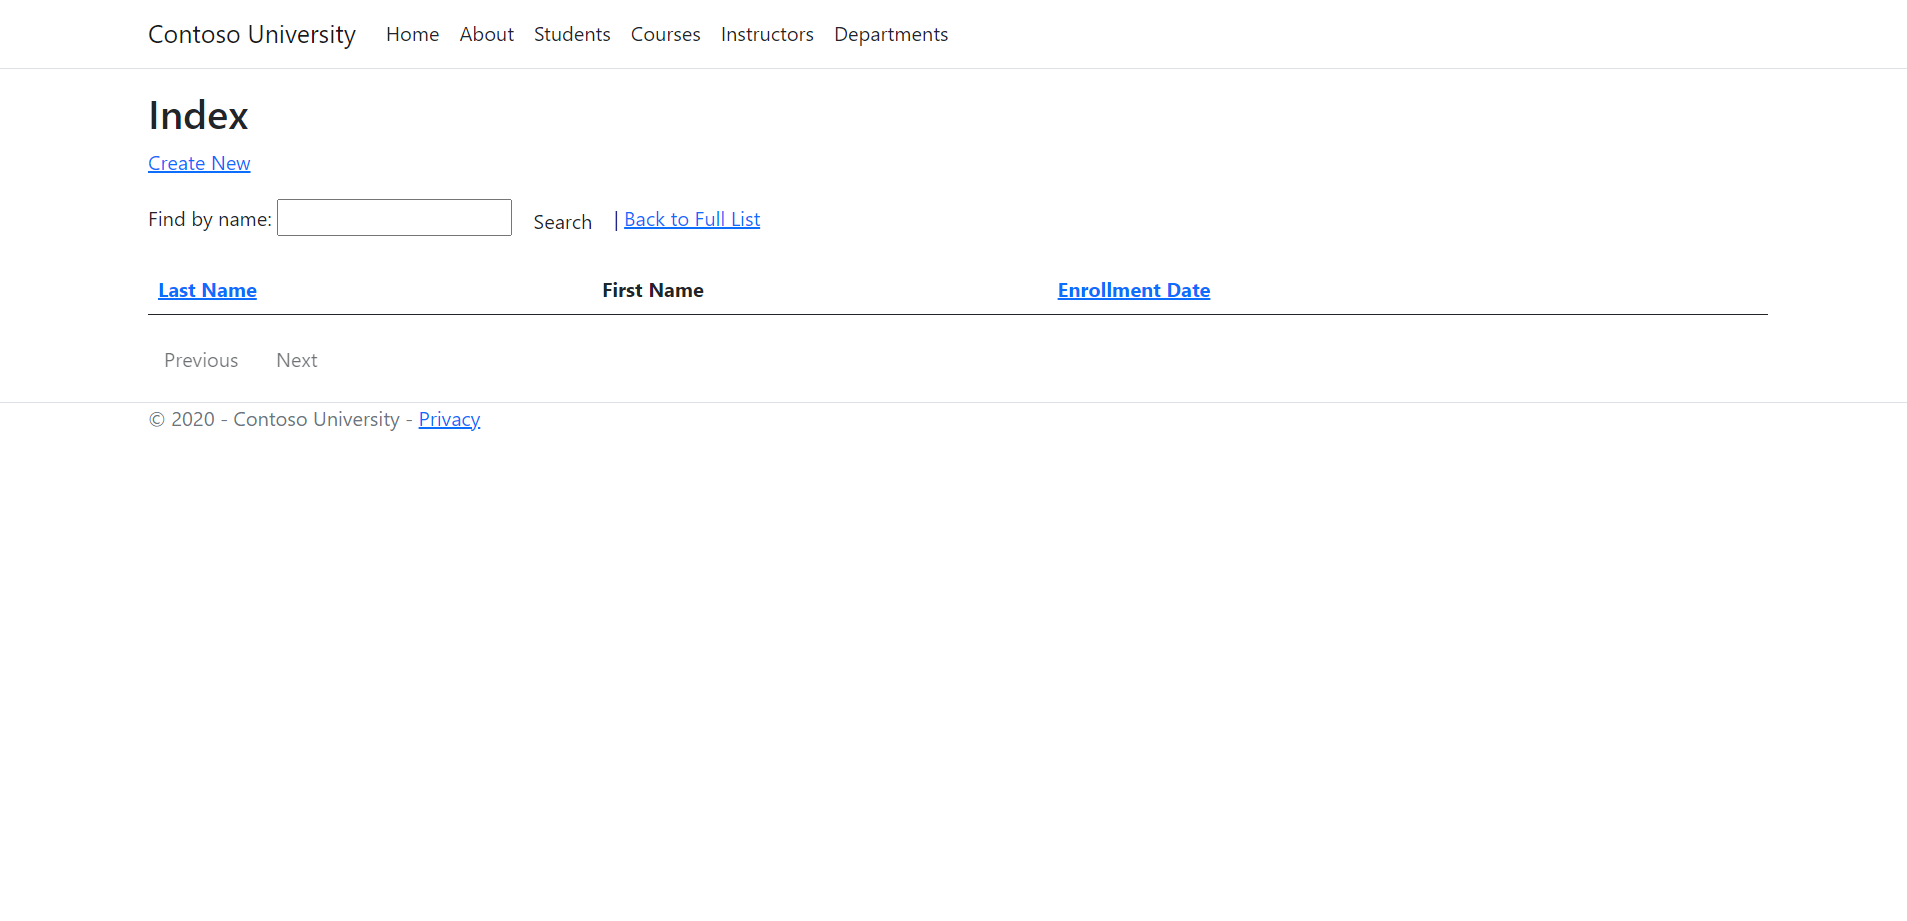 Contoso University Home About Students Courses Instructors Departments
Index
Create New
Find by name: Search | Back to Full List
Last Name First Name Enrollment Date
Previous Next
© 2020 - Contoso University - Privacy